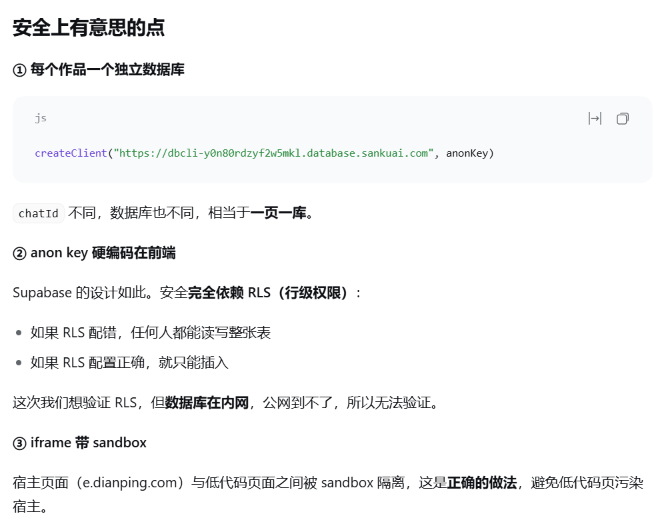 安全上有意思的点
① 每个作品一个独立数据库
js
createClient("https://dbcli-y0n80rdzyf2w5mkl.database.sankuai.com", anonKey)
chatId 不同，数据库也不同，相当于一页一库。
② anon key 硬编码在前端
Supabase 的设计如此。安全完全依赖 RLS（行级权限）：
如果 RLS 配错，任何人都能读写整张表
如果 RLS 配置正确，就只能插入
这次我们想验证 RLS，但数据库在内网，公网到不了，所以无法验证。
③ iframe 带 sandbox
宿主页面（e.dianping.com）与低代码页面之间被 sandbox 隔离，这是正确的做法，避免低代码页污染
宿主。